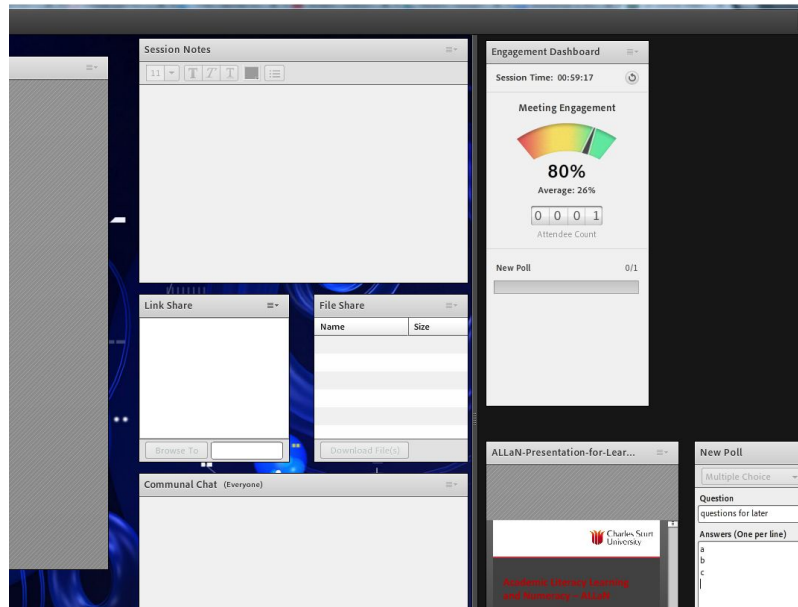 Session Notes
11
T T T
Link Share
Browse To
File Share
Name Size
Download File(s)
Communal Chat (Everyone)
Engagement Dashboard
Session Time: 00:59:17
Meeting Engagement
80%
Average: 26%
0 0 0 1
Attendee Count
New Poll 0/1
ALLaN-Presentation-for-Lear...
Charles Sturt
University
Academic Literacy Learning
and Numeracy – ALLaN
New Poll
Multiple Choice
Question
questions for later
Answers (One per line)
a
b
c